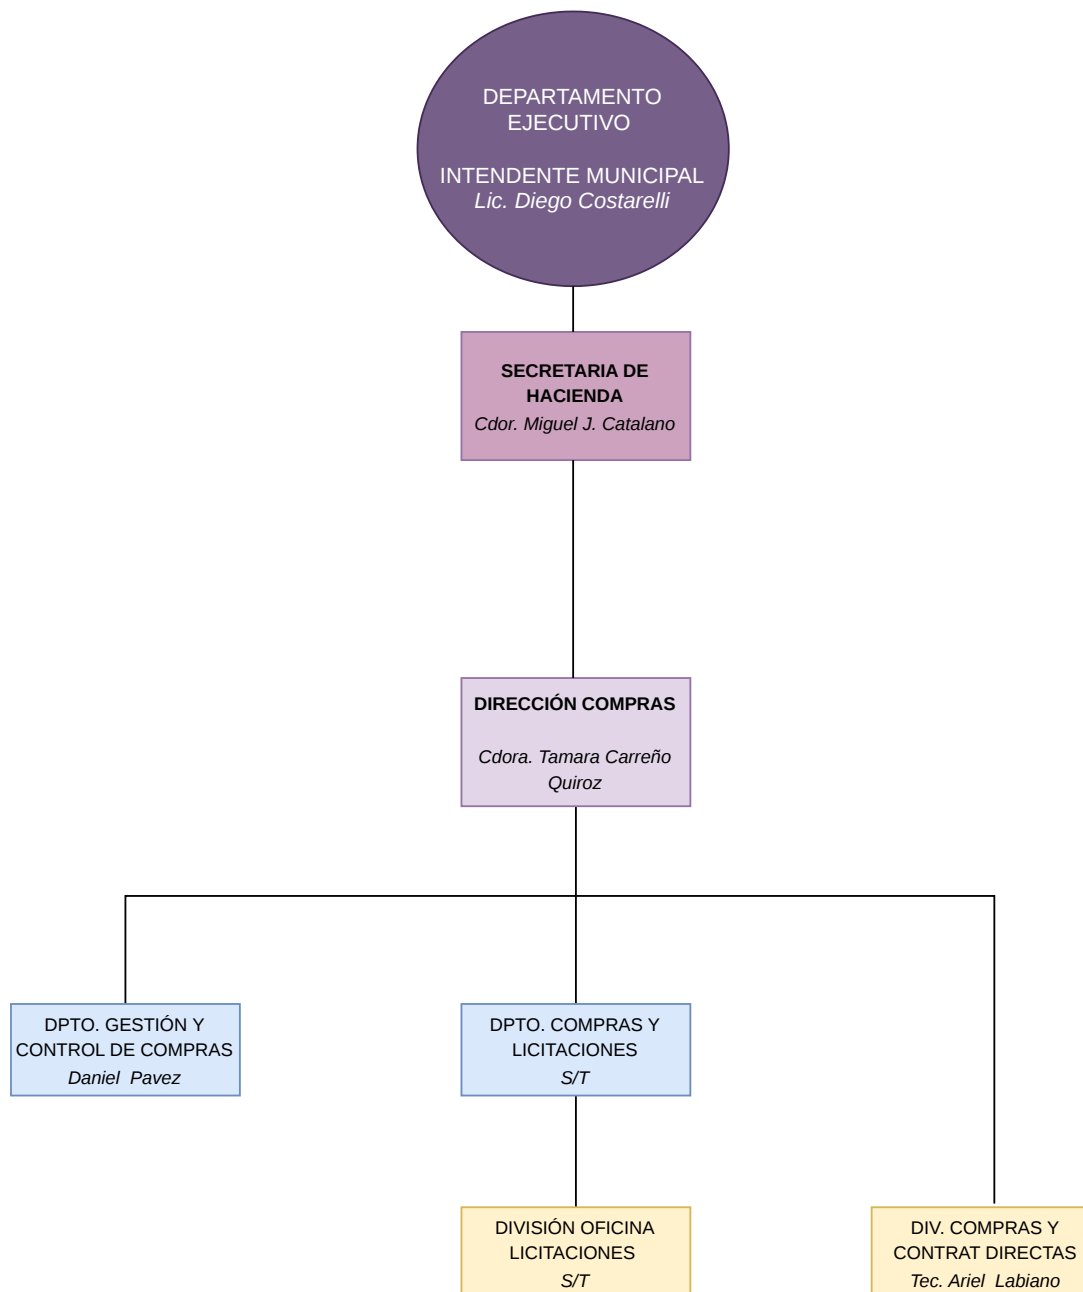 DEPARTAMENTO
EJECUTIVO
INTENDENTE MUNICIPAL
Lic. Diego Costarelli
SECRETARIA DE
HACIENDA
Cdor. Miguel J. Catalano
DIRECCIÓN COMPRAS
Cdora. Tamara Carreño
Quiroz
DPTO. GESTIÓN Y
CONTROL DE COMPRAS
Daniel Pavez
DPTO. COMPRAS Y
LICITACIONES
S/T
DIVISIÓN OFICINA
LICITACIONES
S/T
DIV. COMPRAS Y
CONTRAT DIRECTAS
Tec. Ariel Labiano